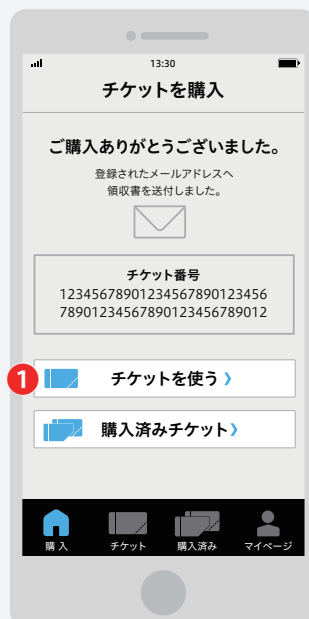 13:30
チケットを購入
ご購入ありがとうございました。
登録されたメールアドレスへ
領収書を送付しました。
チケット番号
12345678901234567890123456
78901234567890123456789012
1 チケットを使う 》
購入済みチケット 》
購 入 チケット 購入済み マイページ